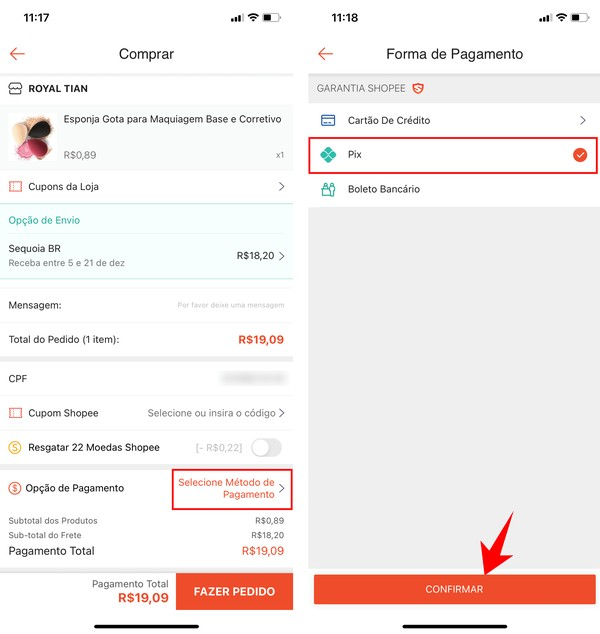 11:17
Comprar
ROYAL TIAN
Esponja Gota para Maquiagem Base e Corretivo
R$0,89
x1
Cupons da Loja
Opção de Envio
Sequoia BR
R$18,20
Receba entre 5 e 21 de dez
Mensagem:
Por favor deixe uma mensagem
Total do Pedido (1 item):
R$19,09
CPF
Cupom Shopee
Selecione ou insira o código
Resgatar 22 Moedas Shopee
[- R$0,22]
Opção de Pagamento
Selecione Método de
Pagamento
Subtotal dos Produtos
R$0,89
Sub-total do Frete
R$18,20
Pagamento Total
R$19,09
Pagamento Total
R$19,09
FAZER PEDIDO
11:18
Forma de Pagamento
GARANTIA SHOPEE
Cartão De Crédito
Pix
Boleto Bancário
CONFIRMAR